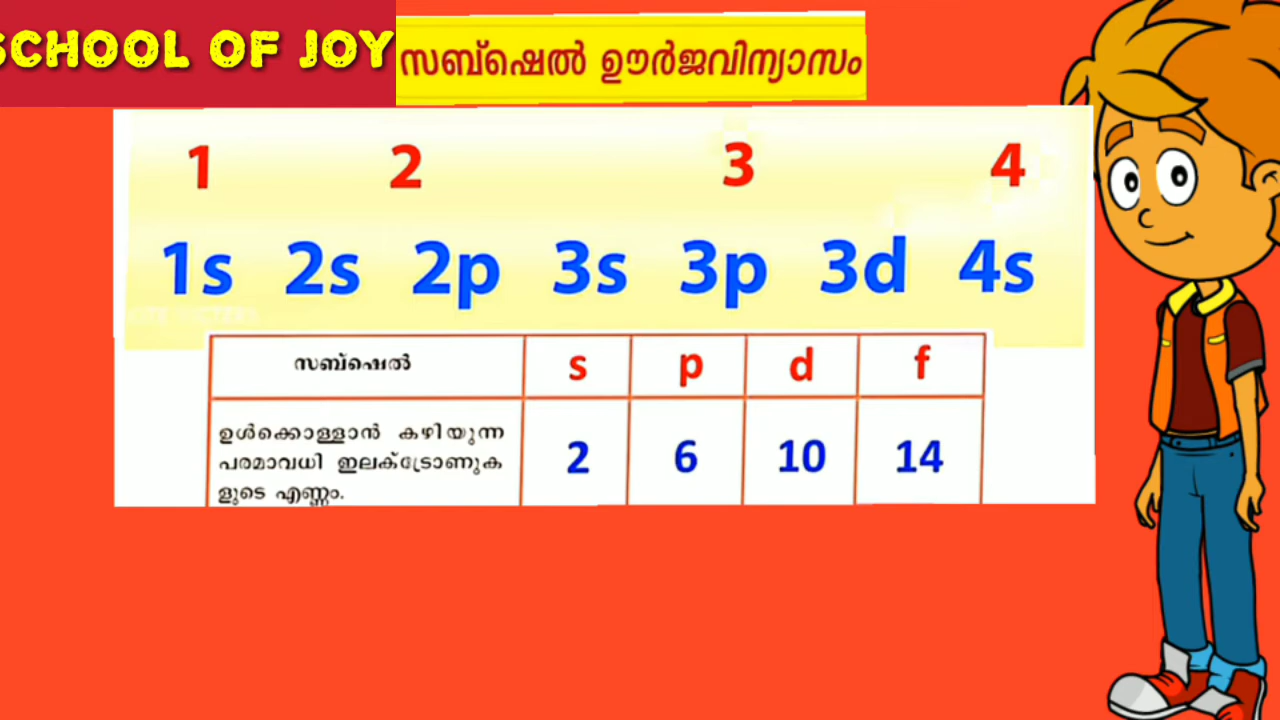 SCHOOL OF JOY
സബ്ഷെൽ ഊർജവിന്യാസം
1 2 3 4
1s 2s 2p 3s 3p 3d 4s
സബ്ഷെൽ s p d f
ഉൾക്കൊള്ളാൻ കഴിയുന്ന
പരമാവധി ഇലക്ട്രോണുക 2 6 10 14
ളുടെ എണ്ണം.